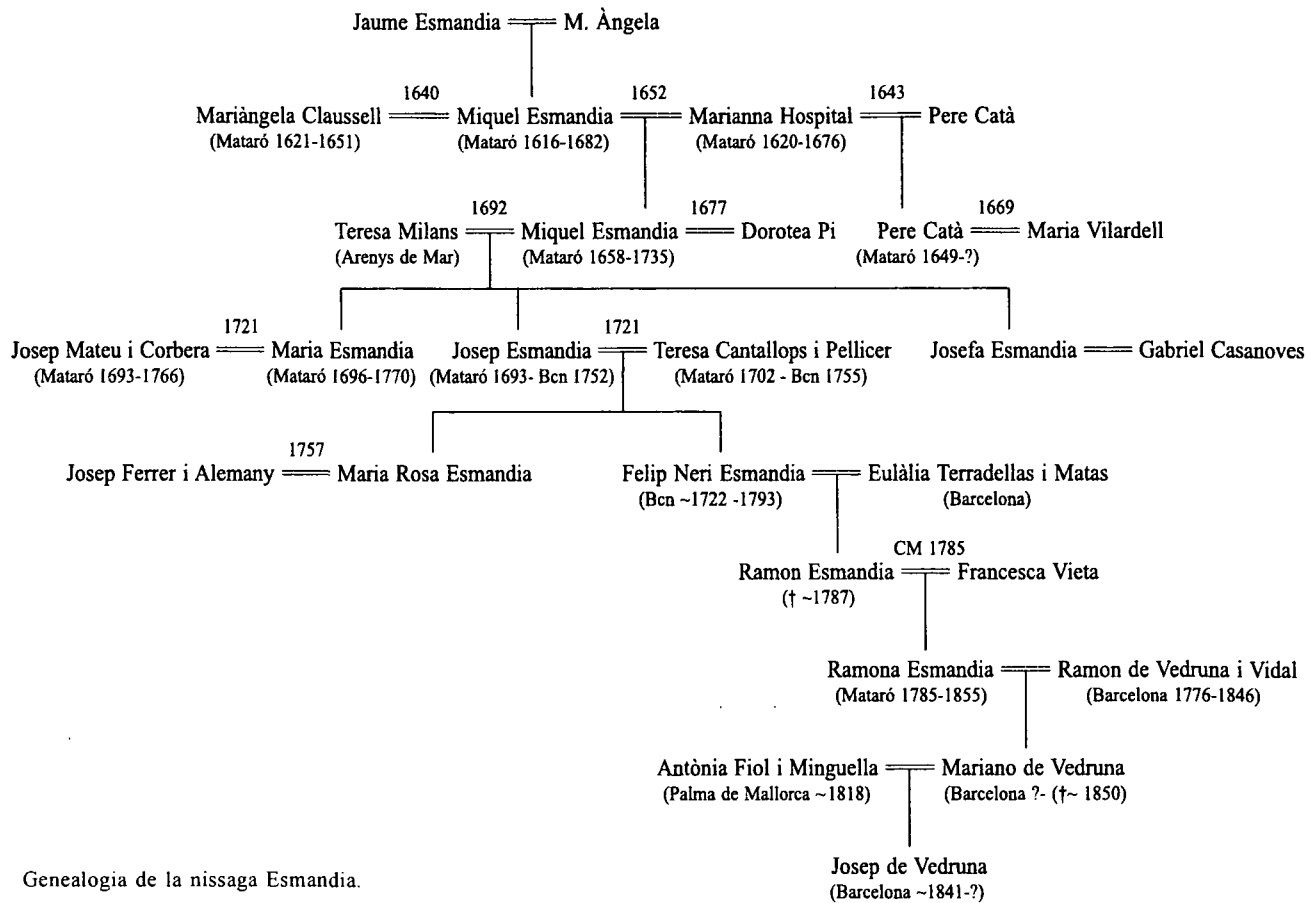 Jaume Esmandia M. Àngela
1640 1652 1643
Mariàngela Claussell Miquel Esmandia Marianna Hospital Pere Catà
(Mataró 1621-1651) (Mataró 1616-1682) (Mataró 1620-1676)
1692 1677 1669
Teresa Milans Miquel Esmandia Dorotea Pi Pere Catà Maria Vilardell
(Arenys de Mar) (Mataró 1658-1735) (Mataró 1649-?)
1721 1721
Josep Mateu i Corbera Maria Esmandia Josep Esmandia Teresa Cantallops i Pellicer Josefa Esmandia Gabriel Casanoves
(Mataró 1693-1766) (Mataró 1696-1770) (Mataró 1693- Bcn 1752) (Mataró 1702 - Bcn 1755)
1757
Josep Ferrer i Alemany Maria Rosa Esmandia Felip Neri Esmandia Eulàlia Terradellas i Matas
(Bcn ~1722 -1793) (Barcelona)
CM 1785
Ramon Esmandia Francesca Vieta
(† ~1787)
Ramona Esmandia Ramon de Vedruna i Vidal
(Mataró 1785-1855) (Barcelona 1776-1846)
Antònia Fiol i Minguella Mariano de Vedruna
(Palma de Mallorca ~1818) (Barcelona ?- (†~ 1850)
Josep de Vedruna
(Barcelona ~1841-?)
Genealogia de la nissaga Esmandia.